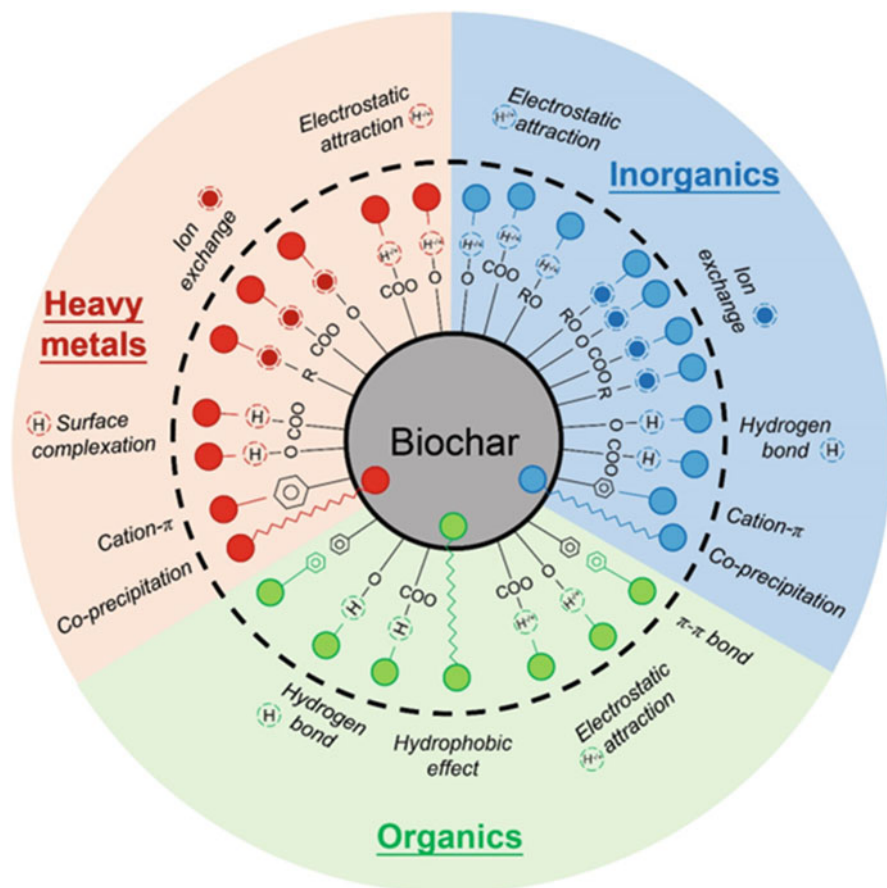 Electrostatic
attraction
Electrostatic
attraction
Inorganics
Ion
exchange
Ion
exchange
Heavy
metals
H
Surface
complexation
Hydrogen
bond
H
Cation-π
Co-precipitation
Cation-π
Co-precipitation
π-π bond
Biochar
COO
O
O
COO
RO
O
COO
R
RO
O
COO
R
H
COO
H
O
O
H
COO
H
O
H
COO
H
COO
O
H
Hydrogen
bond
Hydrophobic
effect
Electrostatic
attraction
Organics